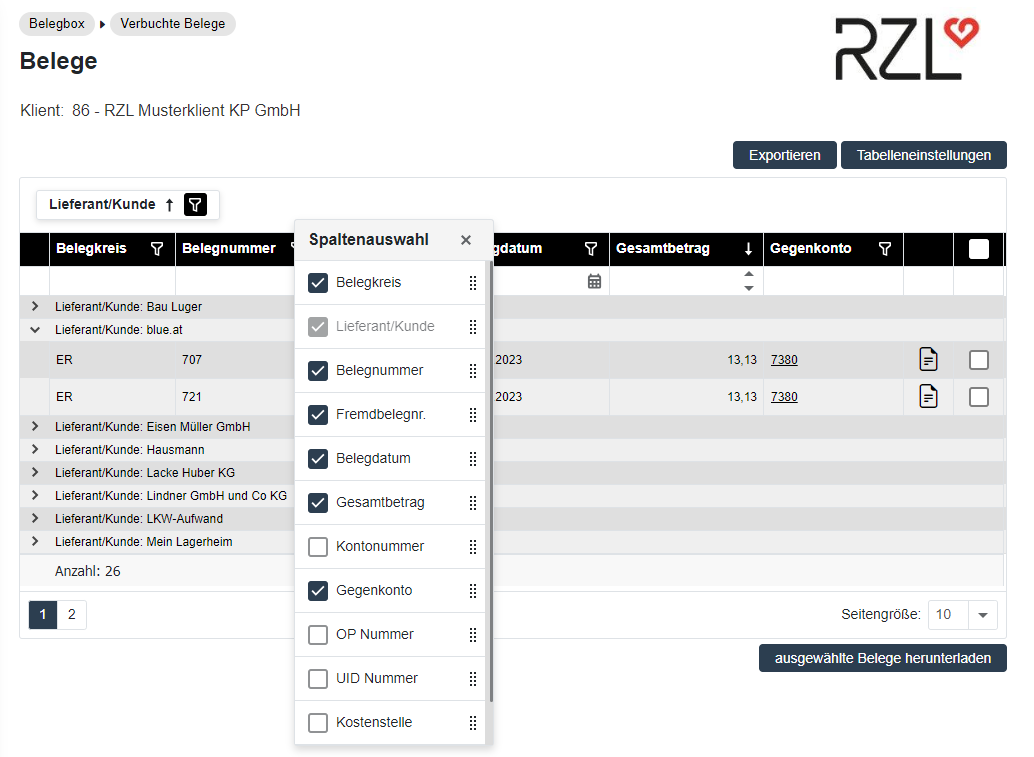 Belegbox Verbuchte Belege
RZL
Belege
Klient: 86 - RZL Musterklient KP GmbH
Exportieren Tabelleneinstellungen
Lieferant/Kunde
Spaltenauswahl
Belegkreis Belegnummer gdatum Gesamtbetrag Gegenkonto
Belegkreis
Lieferant/Kunde: Bau Luger
Lieferant/Kunde
Lieferant/Kunde: blue.at
ER 707 2023 13,13 7380
Belegnummer
ER 721 2023 13,13 7380
Fremdbelegnr.
Lieferant/Kunde: Eisen Müller GmbH
Lieferant/Kunde: Hausmann
Belegdatum
Lieferant/Kunde: Lacke Huber KG
Lieferant/Kunde: Lindner GmbH und Co KG
Gesamtbetrag
Lieferant/Kunde: LKW-Aufwand
Lieferant/Kunde: Mein Lagerheim
Kontonummer
Anzahl: 26
Gegenkonto
1 2 Seitengröße: 10
OP Nummer
ausgewählte Belege herunterladen
UID Nummer
Kostenstelle